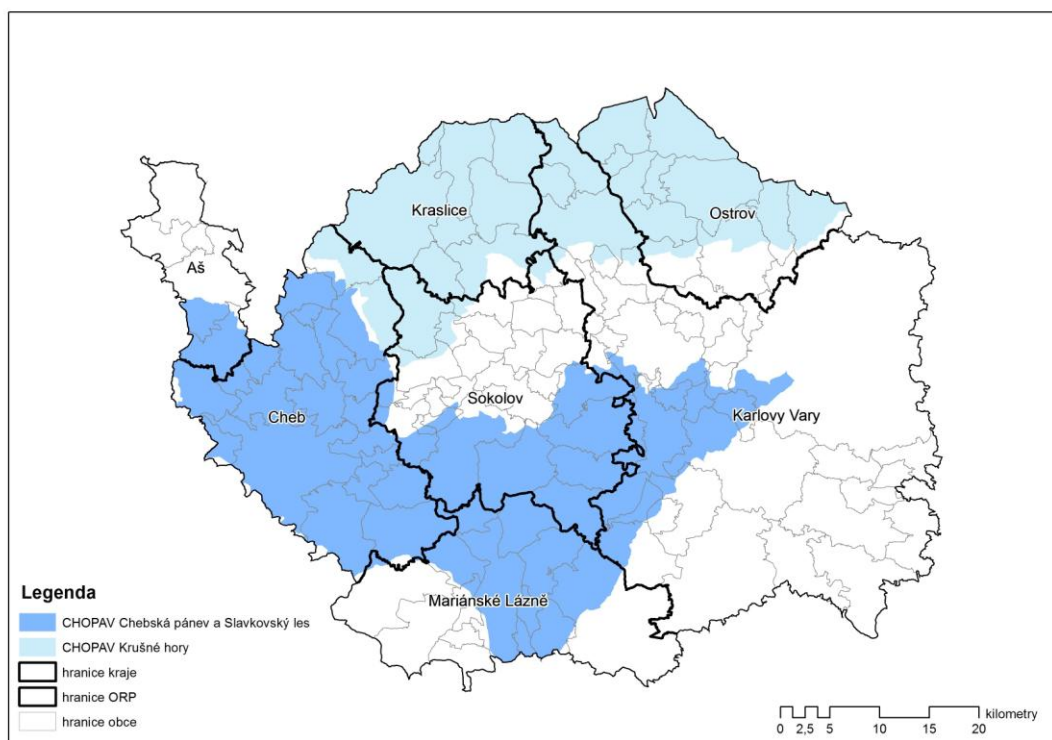 Kraslice
Ostrov
Aš
Cheb
Sokolov
Karlovy Vary
Mariánské Lázně
Legenda
CHOPAV Chebská pánev a Slavkovský les
CHOPAV Krušné hory
hranice kraje
hranice ORP
hranice obce
kilometry
0 2,5 5 10 15 20